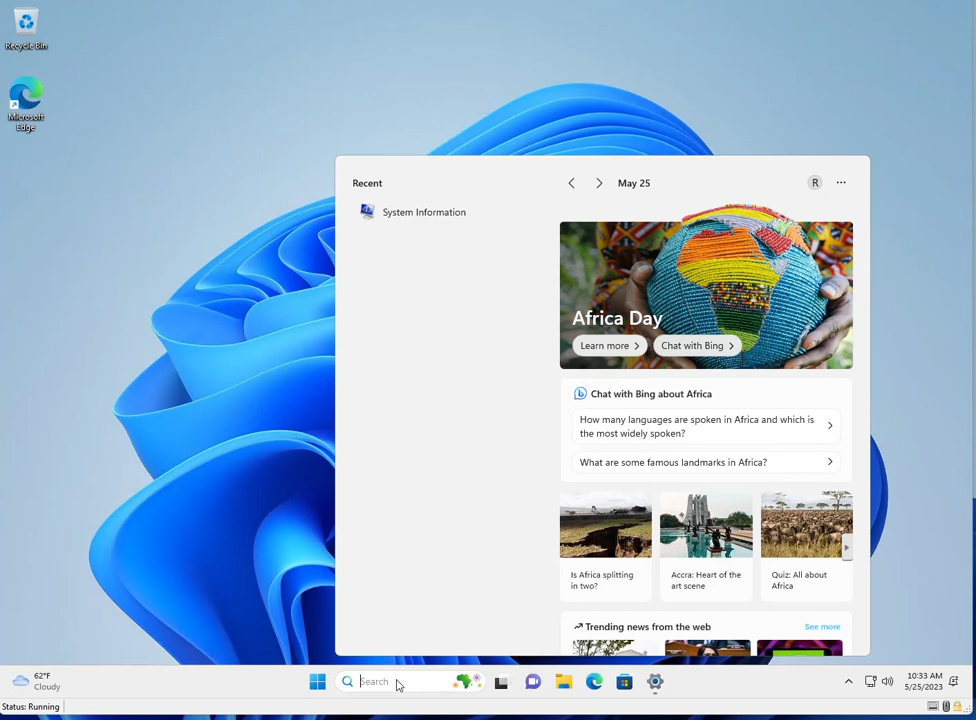 Recycle Bin
Microsoft
Edge
Recent
May 25
R
System Information
Africa Day
Learn more
Chat with Bing
Chat with Bing about Africa
How many languages are spoken in Africa and which is
the most widely spoken?
What are some famous landmarks in Africa?
Is Africa splitting
in two?
Accra: Heart of the
art scene
Quiz: All about
Africa
Trending news from the web
See more
62°F
Cloudy
Search
10:33 AM
5/25/2023
Status: Running